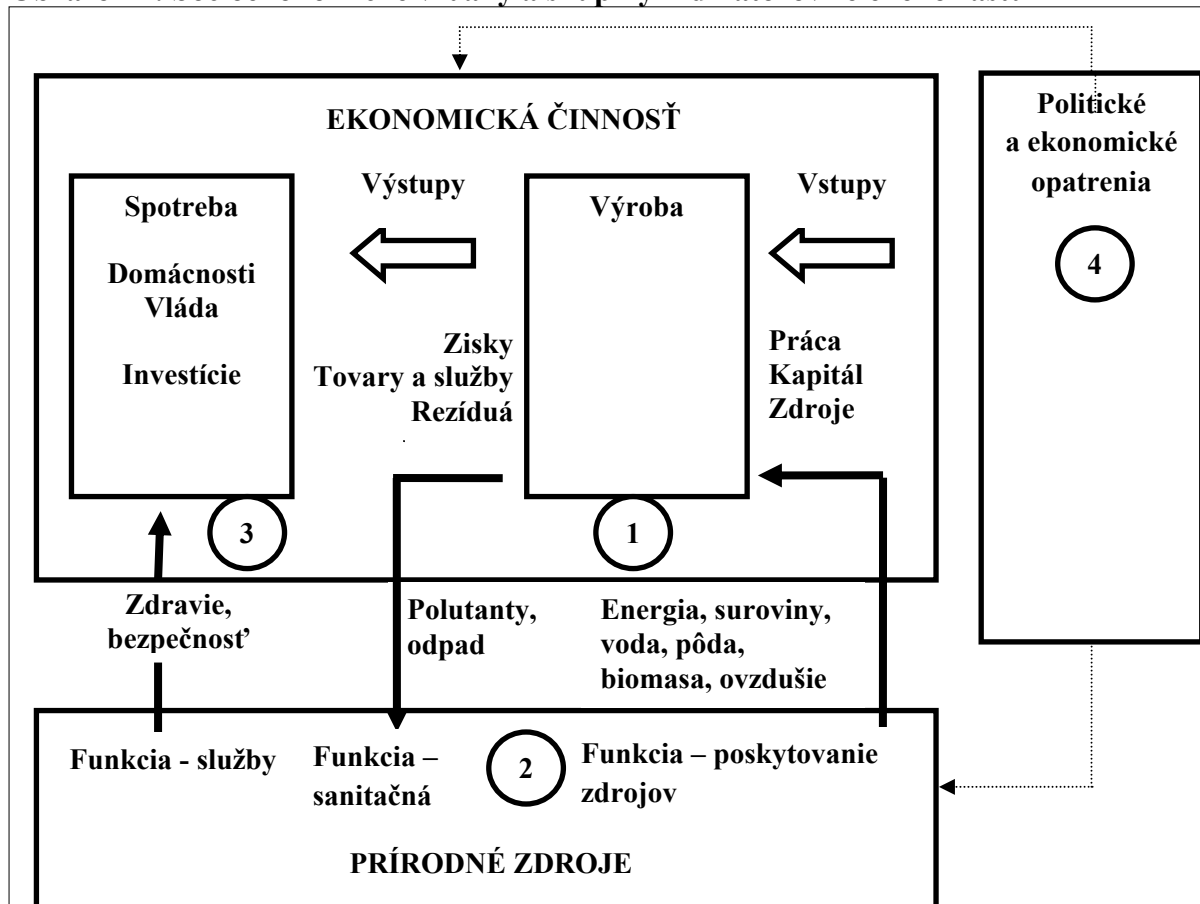 EKONOMICKÁ ČINNOSŤ
Spotreba
Domácnosti
Vláda
Investície
3
Výstupy
Zisky
Tovary a služby
Rezíduá
Výroba
1
Vstupy
Práca
Kapitál
Zdroje
Politické
a ekonomické
opatrenia
4
Zdravie,
bezpečnosť
Polutanty,
odpad
Energia, suroviny,
voda, pôda,
biomasa, ovzdušie
Funkcia - služby
Funkcia –
sanitačná
2
Funkcia – poskytovanie
zdrojov
PRÍRODNÉ ZDROJE